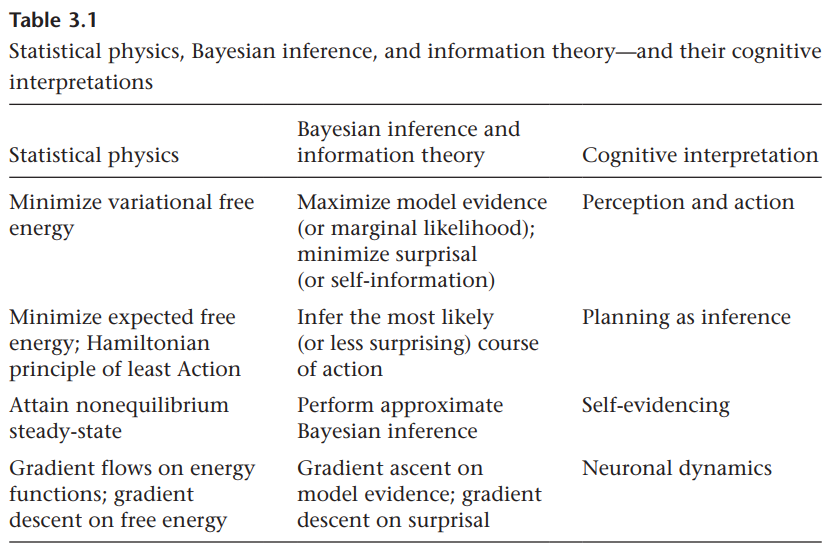 Table 3.1
Statistical physics, Bayesian inference, and information theory—and their cognitive
interpretations
Statistical physics
Bayesian inference and
information theory
Cognitive interpretation
Minimize variational free
energy
Maximize model evidence
(or marginal likelihood);
minimize surprisal
(or self-information)
Perception and action
Minimize expected free
energy; Hamiltonian
principle of least Action
Infer the most likely
(or less surprising) course
of action
Planning as inference
Attain nonequilibrium
steady-state
Perform approximate
Bayesian inference
Self-evidencing
Gradient flows on energy
functions; gradient
descent on free energy
Gradient ascent on
model evidence; gradient
descent on surprisal
Neuronal dynamics